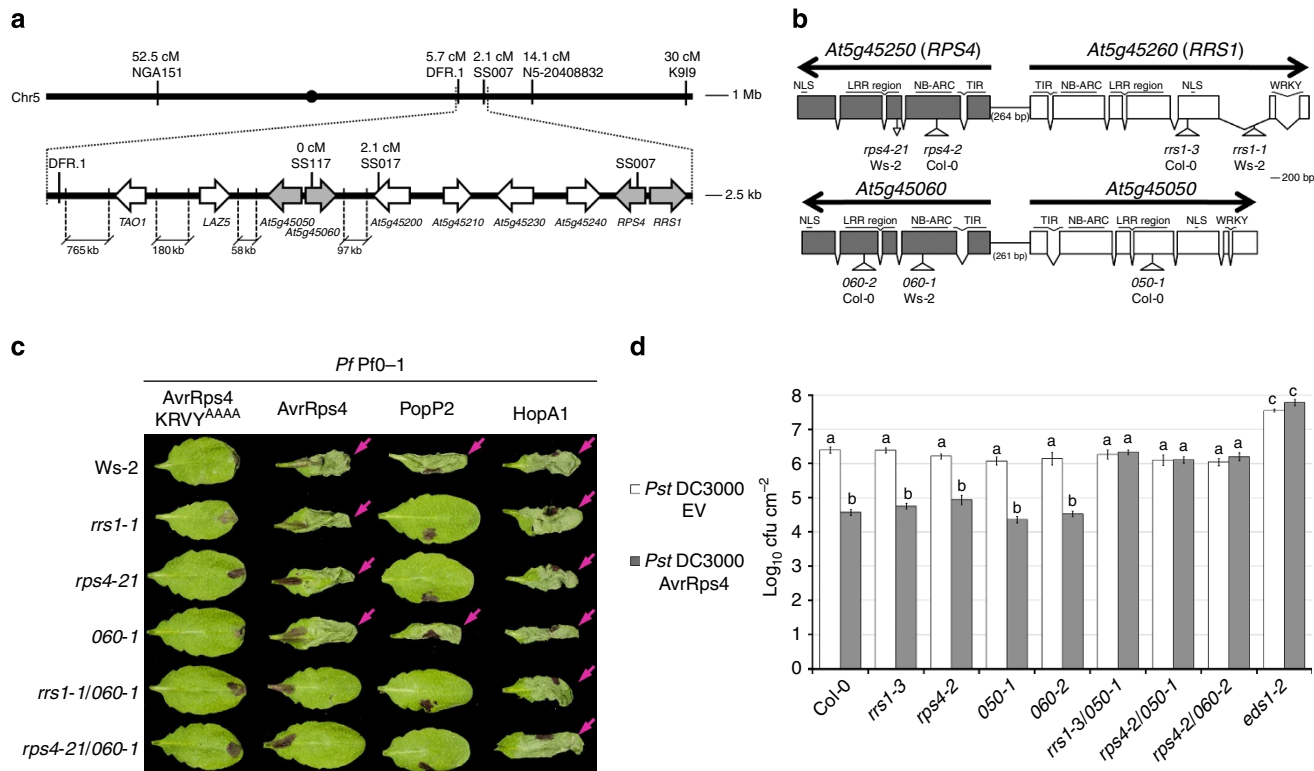 a
52.5 cM
NGA151
5.7 cM
DFR.1
2.1 cM
SS007
14.1 cM
N5-20408832
30 cM
K9I9
Chr5
1 Mb
DFR.1
0 cM
SS117
2.1 cM
SS017
SS007
2.5 kb
TAO1
LAZ5
At5g45050
At5g45060
At5g45200
At5g45210
At5g45230
At5g45240
RPS4
RRS1
765 kb
180 kb
58 kb
97 kb
b
At5g45250 (RPS4)
At5g45260 (RRS1)
NLS
LRR region
NB-ARC
TIR
TIR
NB-ARC
LRR region
NLS
WRKY
(264 bp)
rps4-21
Ws-2
rps4-2
Col-0
rrs1-3
Col-0
rrs1-1
Ws-2
200 bp
At5g45060
At5g45050
NLS
LRR region
NB-ARC
TIR
TIR
NB-ARC
LRR region
NLS
WRKY
(261 bp)
060-2
Col-0
060-1
Ws-2
050-1
Col-0
c
Pf Pf0–1
AvrRps4
KRVY^AAAA
AvrRps4
PopP2
HopA1
Ws-2
rrs1-1
rps4-21
060-1
rrs1-1/060-1
rps4-21/060-1
d
Pst DC3000
EV
Pst DC3000
AvrRps4
Log10 cfu cm−2
8
7
6
5
4
3
2
1
0
a
b
a
b
a
b
a
b
a
b
a
a
a
a
a
a
c
c
Col-0
rrs1-3
rps4-2
050-1
060-2
rrs1-3/050-1
rps4-2/050-1
rps4-2/060-2
eds1-2